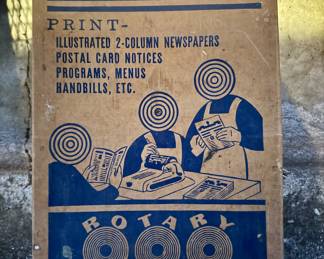 PRINT-
ILLUSTRATED 2-COLUMN NEWSPAPERS
POSTAL CARD NOTICES
PROGRAMS, MENUS
HANDBILLS, ETC.
ROTARY